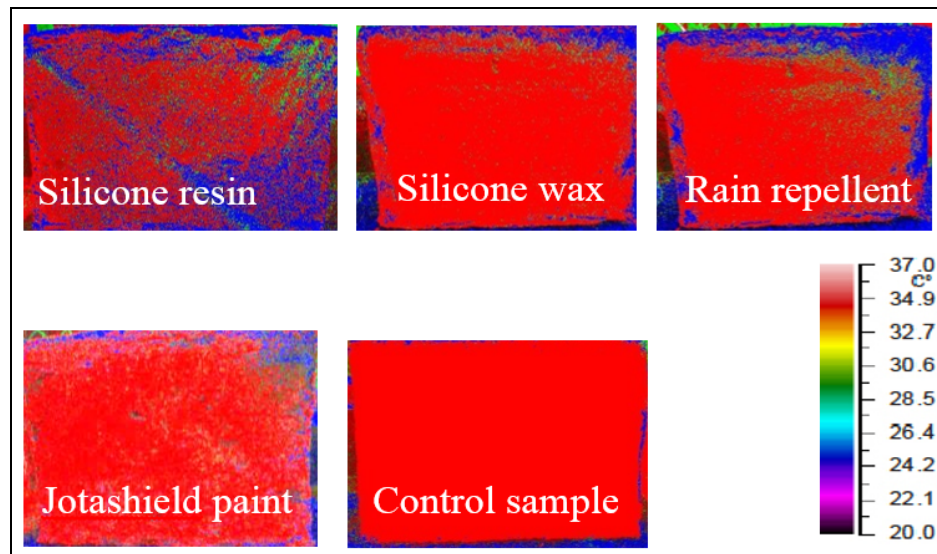 Silicone resin
Silicone wax
Rain repellent
Jotashield paint
Control sample
37.0
C°
34.9
32.7
30.6
28.5
26.4
24.2
22.1
20.0